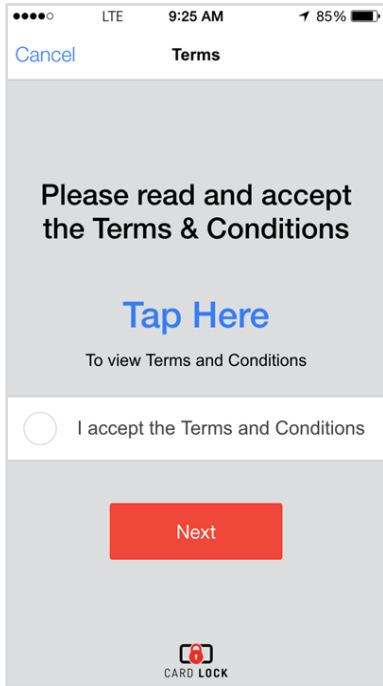 LTE 9:25 AM 85%
Cancel Terms
Please read and accept
the Terms & Conditions
Tap Here
To view Terms and Conditions
I accept the Terms and Conditions
Next
CARD LOCK